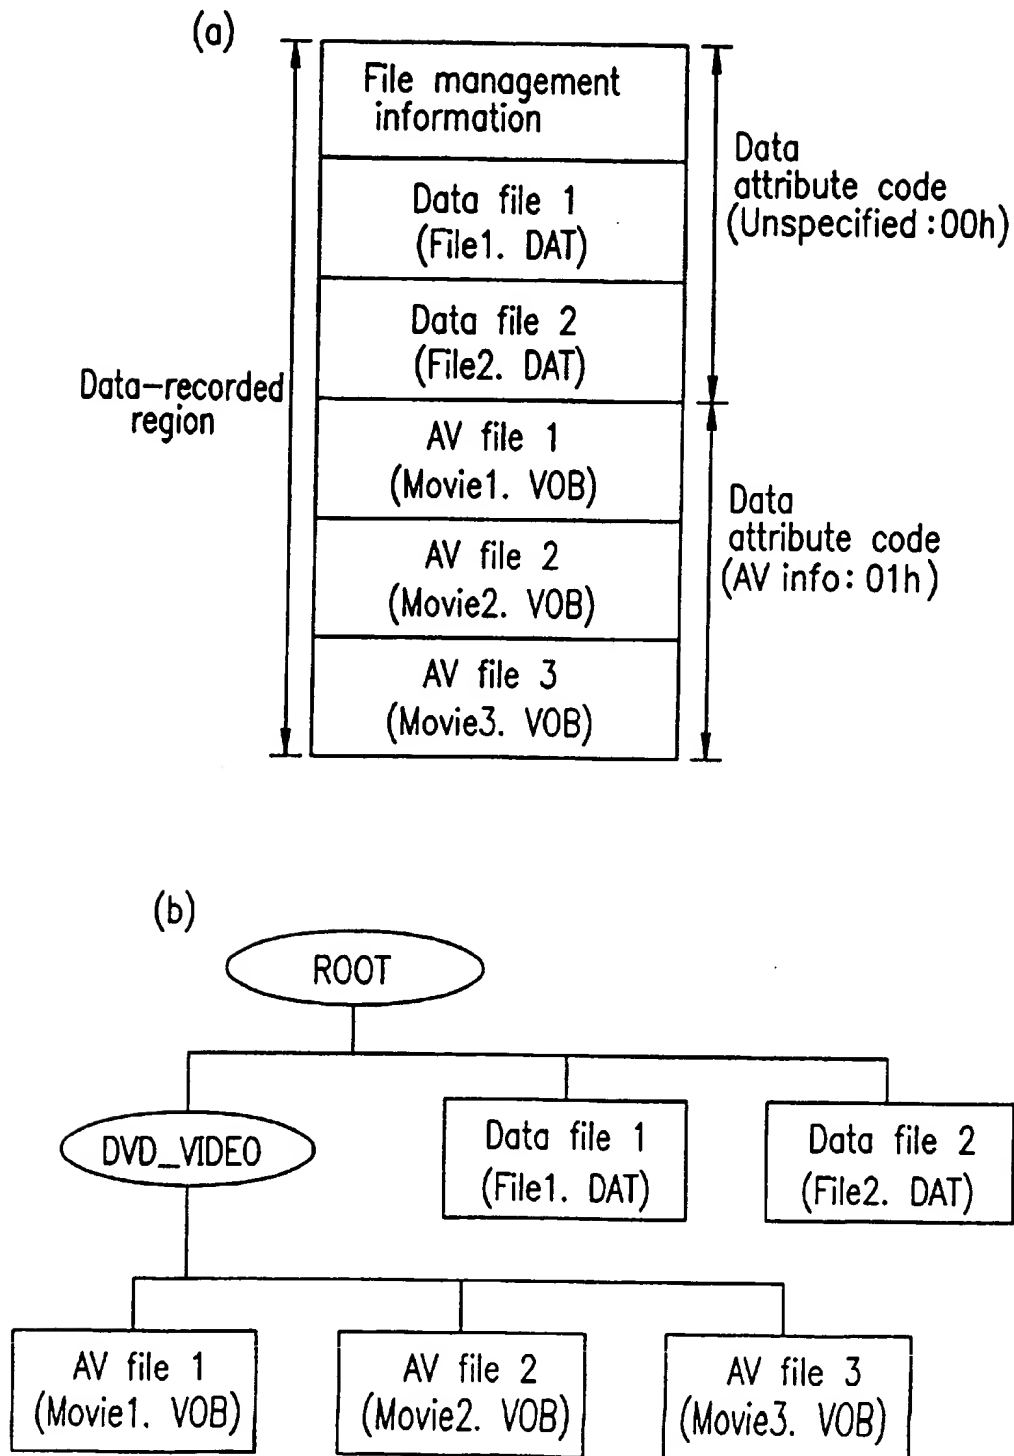 (a)
File management
information
Data file 1
(File1. DAT)
Data file 2
(File2. DAT)
AV file 1
(Movie1. VOB)
AV file 2
(Movie2. VOB)
AV file 3
(Movie3. VOB)
Data-recorded
region
Data
attribute code
(Unspecified:00h)
Data
attribute code
(AV info:01h)
(b)
ROOT
DVD_VIDEO
Data file 1
(File1. DAT)
Data file 2
(File2. DAT)
AV file 1
(Movie1. VOB)
AV file 2
(Movie2. VOB)
AV file 3
(Movie3. VOB)